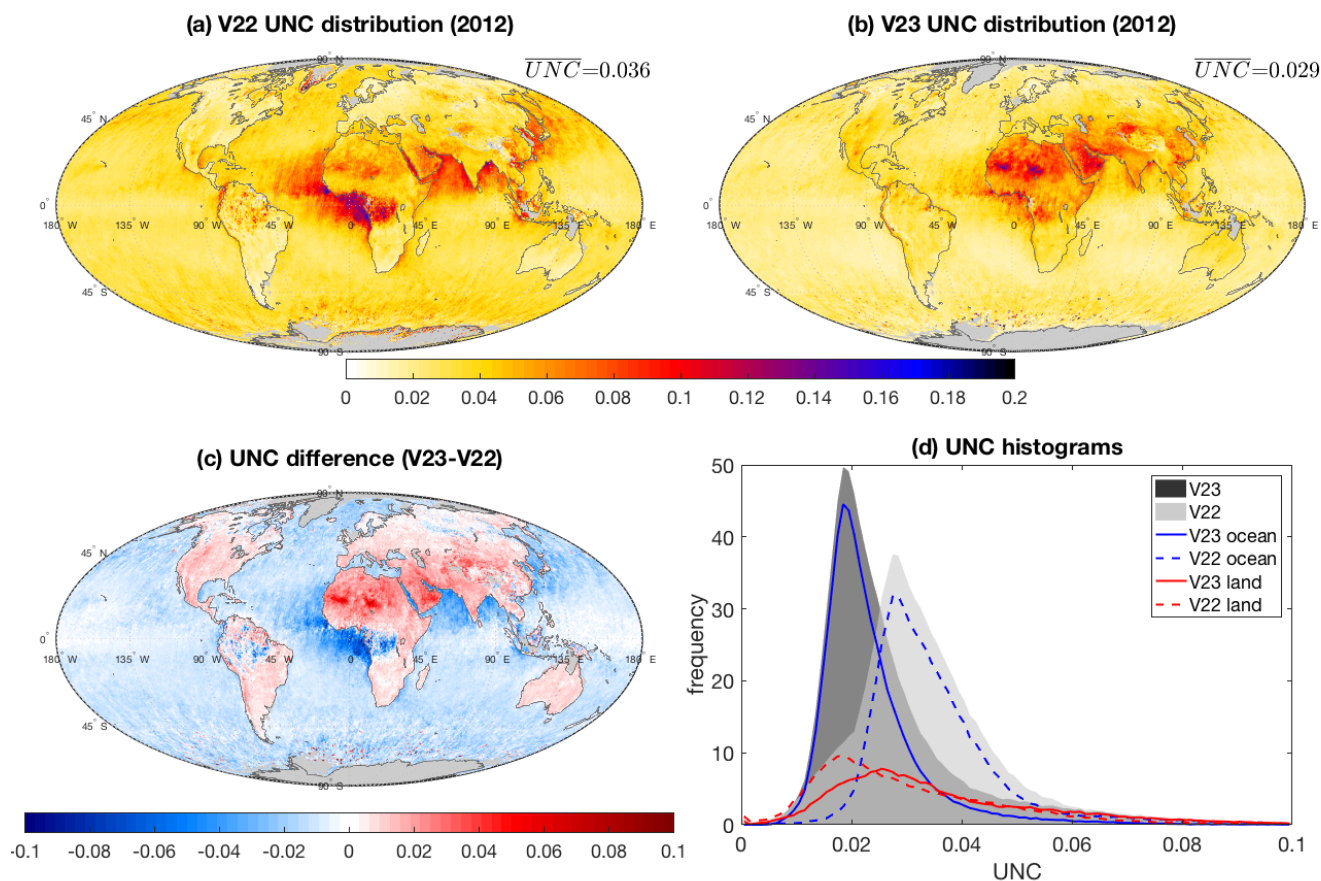 (a) V22 UNC distribution (2012)
UNC=0.036
90° N
45° N
0°
180° W 135° W 90° W 45° W 0° 45° E 90° E 135° E 180° E
45° S
90° S
(b) V23 UNC distribution (2012)
UNC=0.029
90° N
45° N
0°
180° W 135° W 90° W 45° W 0° 45° E 90° E 135° E 180° E
45° S
90° S
0 0.02 0.04 0.06 0.08 0.1 0.12 0.14 0.16 0.18 0.2
(c) UNC difference (V23-V22)
90° N
45° N
0°
180° W 135° W 90° W 45° W 0° 45° E 90° E 135° E 180° E
45° S
90° S
-0.1 -0.08 -0.06 -0.04 -0.02 0 0.02 0.04 0.06 0.08 0.1
(d) UNC histograms
50
40
30
20
10
0
frequency
V23
V22
V23 ocean
V22 ocean
V23 land
V22 land
0 0.02 0.04 0.06 0.08 0.1
UNC